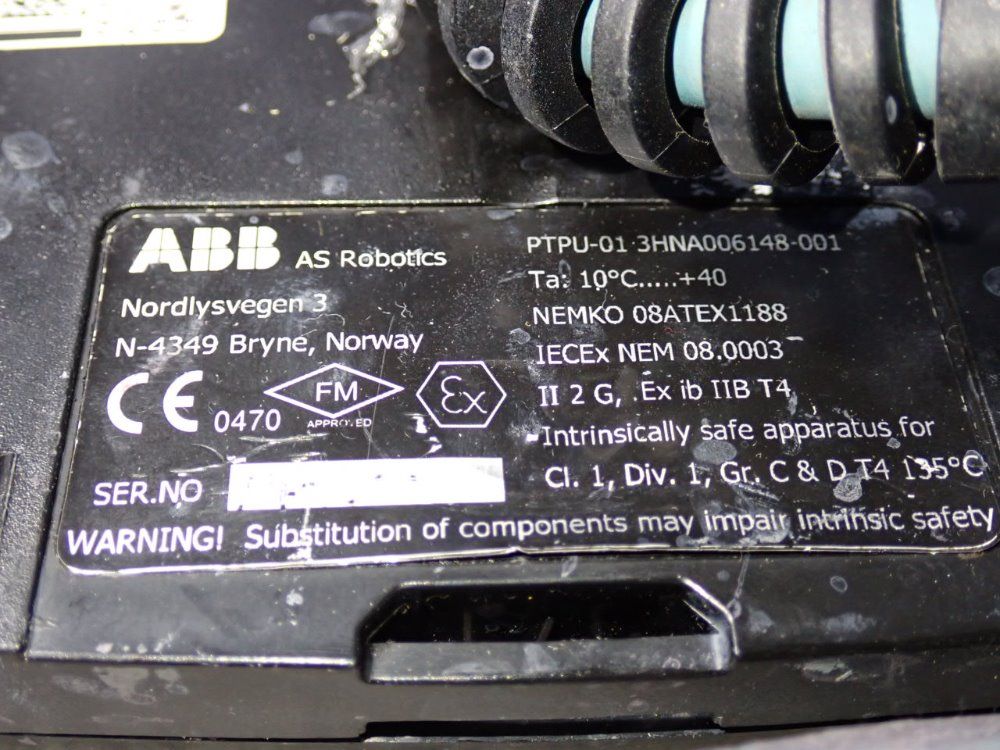 ABB AS Robotics
Nordlysvegen 3
N-4349 Bryne, Norway
CE 0470 FM APPROVED Ex
SER.NO
PTPU-01 3HNA006148-001
Ta: 10°C.....+40
NEMKO 08ATEX1188
IECEx NEM 08.0003
II 2 G, Ex ib IIB T4,
Intrinsically safe apparatus for
Cl. 1, Div. 1, Gr. C & D T4 135°C
WARNING! Substitution of components may impair intrinsic safety